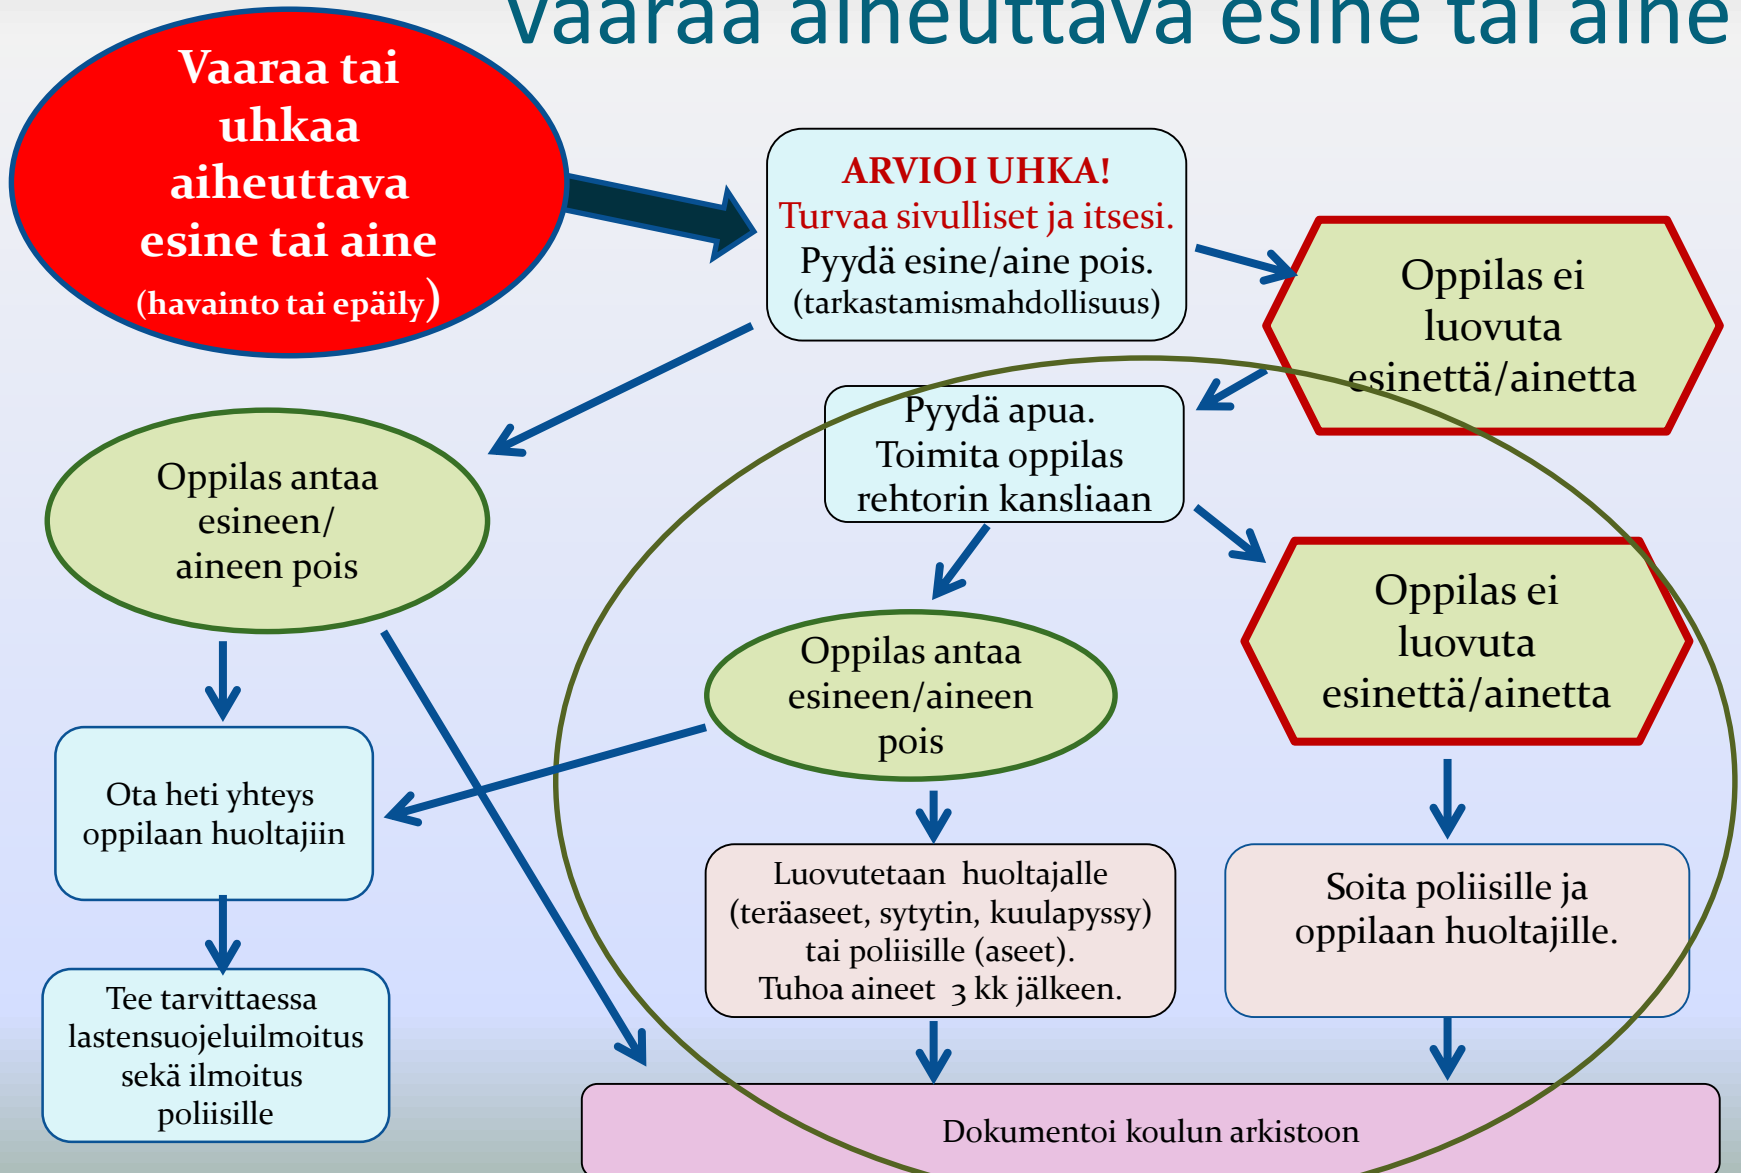 Vaaraa aiheuttava esine tai aine
Vaaraa tai
uhkaa
aiheuttava
esine tai aine
(havainto tai epäily)
ARVIOI UHKA!
Turvaa sivulliset ja itsesi.
Pyydä esine/aine pois.
(tarkastamismahdollisuus)
Oppilas ei
luovuta
esinettä/ainetta
Pyydä apua.
Toimita oppilas
rehtorin kansliaan
Oppilas antaa
esineen/
aineen pois
Oppilas ei
luovuta
esinettä/ainetta
Oppilas antaa
esineen/aineen
pois
Ota heti yhteys
oppilaan huoltajiin
Luovutetaan huoltajalle
(teräaseet, sytytin, kuulapyssy)
tai poliisille (aseet).
Tuhoa aineet 3 kk jälkeen.
Soita poliisille ja
oppilaan huoltajille.
Tee tarvittaessa
lastensuojeluilmoitus
sekä ilmoitus
poliisille
Dokumentoi koulun arkistoon